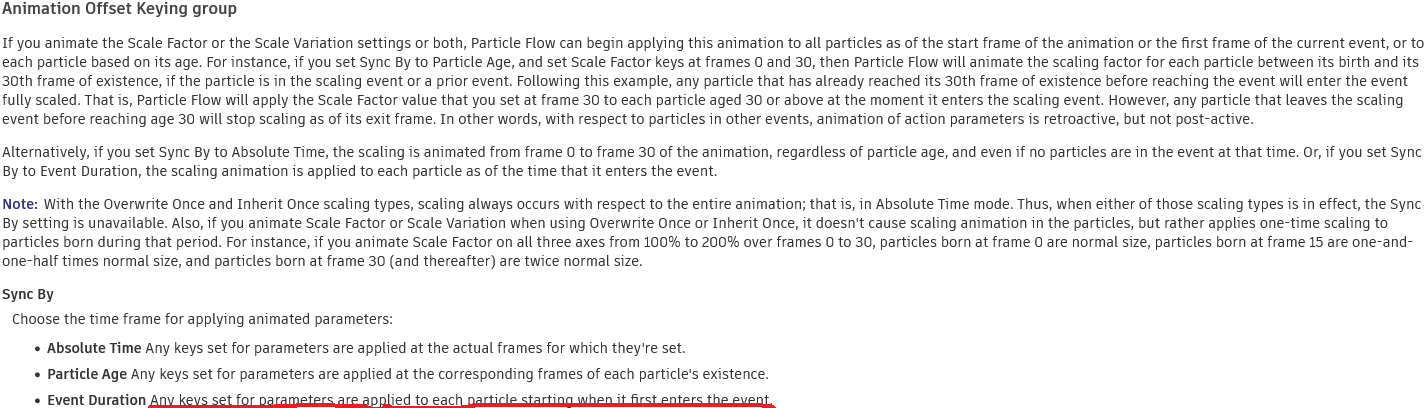 Animation Offset Keying group
If you animate the Scale Factor or the Scale Variation settings or both, Particle Flow can begin applying this animation to all particles as of the start frame of the animation or the first frame of the current event, or to
each particle based on its age. For instance, if you set Sync By to Particle Age, and set Scale Factor keys at frames 0 and 30, then Particle Flow will animate the scaling factor for each particle between its birth and its
30th frame of existence, if the particle is in the scaling event or a prior event. Following this example, any particle that has already reached its 30th frame of existence before reaching the event will enter the event
fully scaled. That is, Particle Flow will apply the Scale Factor value that you set at frame 30 to each particle aged 30 or above at the moment it enters the scaling event. However, any particle that leaves the scaling
event before reaching age 30 will stop scaling as of its exit frame. In other words, with respect to particles in other events, animation of action parameters is retroactive, but not post-active.
Alternatively, if you set Sync By to Absolute Time, the scaling is animated from frame 0 to frame 30 of the animation, regardless of particle age, and even if no particles are in the event at that time. Or, if you set Sync
By to Event Duration, the scaling animation is applied to each particle as of the time that it enters the event.
Note: With the Overwrite Once and Inherit Once scaling types, scaling always occurs with respect to the entire animation; that is, in Absolute Time mode. Thus, when either of those scaling types is in effect, the Sync
By setting is unavailable. Also, if you animate Scale Factor or Scale Variation when using Overwrite Once or Inherit Once, it doesn't cause scaling animation in the particles, but rather applies one-time scaling to
particles born during that period. For instance, if you animate Scale Factor on all three axes from 100% to 200% over frames 0 to 30, particles born at frame 0 are normal size, particles born at frame 15 are one-and-
one-half times normal size, and particles born at frame 30 (and thereafter) are twice normal size.
Sync By
Choose the time frame for applying animated parameters:
• Absolute Time Any keys set for parameters are applied at the actual frames for which they're set.
• Particle Age Any keys set for parameters are applied at the corresponding frames of each particle's existence.
• Event Duration Any keys set for parameters are applied to each particle starting when it first enters the event.